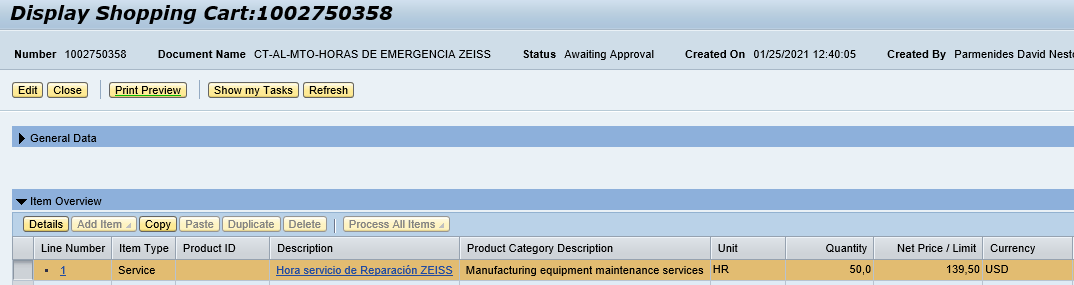 Display Shopping Cart:1002750358
Number 1002750358 Document Name CT-AL-MTO-HORAS DE EMERGENCIA ZEISS Status Awaiting Approval Created On 01/25/2021 12:40:05 Created By Parmenides David
Edit Close Print Preview Show my Tasks Refresh
General Data
Item Overview
Details Add Item Copy Paste Duplicate Delete Process All Items
Line Number Item Type Product ID Description Product Category Description Unit Quantity Net Price / Limit Currency
1 Service Hora servicio de Reparación ZEISS Manufacturing equipment maintenance services HR 50,0 139,50 USD